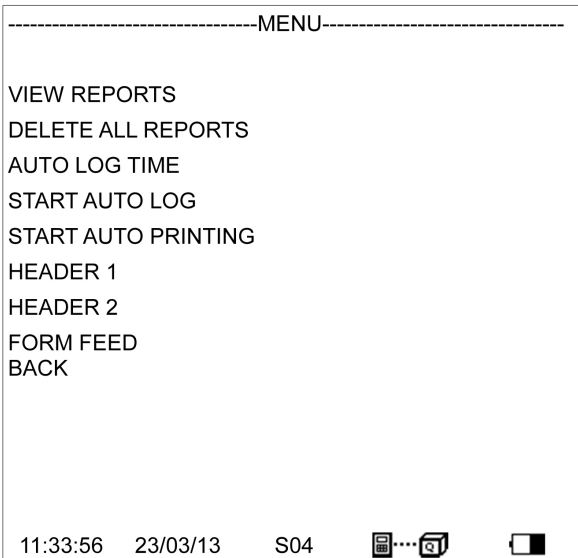 ----------------------------------MENU---------------------------------
VIEW REPORTS
DELETE ALL REPORTS
AUTO LOG TIME
START AUTO LOG
START AUTO PRINTING
HEADER 1
HEADER 2
FORM FEED
BACK
11:33:56 23/03/13 S04 Q